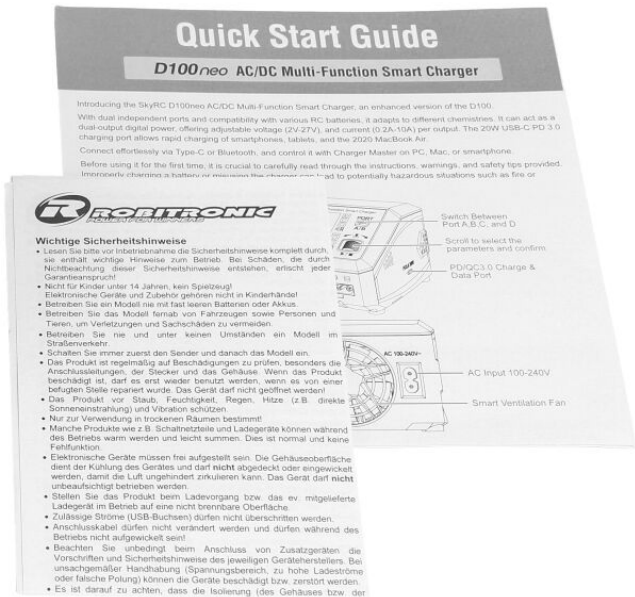 Quick Start Guide
D100neo AC/DC Multi-Function Smart Charger
Introducing the SkyRC D100neo AC/DC Multi-Function Smart Charger, an enhanced version of the D100.
With dual independent ports and compatibility with various RC batteries, it adapts to different chemistries. It can act as a
dual-output digital power, offering adjustable voltage (2V-27V), and current (0.2A-10A) per output. The 20W USB-C PD 3.0
charging port allows rapid charging of smartphones, tablets, and the 2020 MacBook Air.
Connect effortlessly via Type-C or Bluetooth, and control it with Charger Master on PC, Mac, or smartphone.
Before using it for the first time, it is crucial to carefully read through the instructions, warnings, and safety tips provided.
Improperly charging a battery or misusing the charger can lead to potentially hazardous situations such as fire or
Switch Between
Port A,B,C, and D
Scroll to select the
parameters and confirm
PD/QC3.0 Charge &
Data Port
AC 100-240V~
AC Input 100-240V
Smart Ventilation Fan
ROBITRONIC
Wichtige Sicherheitshinweise
• Lesen Sie bitte vor Inbetriebnahme die Sicherheitshinweise komplett durch,
sie enthält wichtige Hinweise zum Betrieb. Bei Schäden, die durch
Nichtbeachtung dieser Sicherheitshinweise entstehen, erlischt jeder
Garantieanspruch!
• Nicht für Kinder unter 14 Jahren, kein Spielzeug!
Elektronische Geräte und Zubehör gehören nicht in Kinderhände!
• Betreiben Sie ein Modell nie mit fast leeren Batterien oder Akkus.
• Betreiben Sie das Modell fernab von Fahrzeugen sowie Personen und
Tieren, um Verletzungen und Sachschäden zu vermeiden.
• Betreiben Sie nie und unter keinen Umständen ein Modell im
Straßenverkehr.
• Schalten Sie immer zuerst den Sender und danach das Modell ein.
• Das Produkt ist regelmäßig auf Beschädigungen zu prüfen, besonders die
Anschlussleitungen, der Stecker und das Gehäuse. Wenn das Produkt
beschädigt ist, darf es erst wieder benutzt werden, wenn es von einer
befugten Stelle repariert wurde. Das Gerät darf nicht geöffnet werden!
• Das Produkt vor Staub, Feuchtigkeit, Regen, Hitze (z.B. direkte
Sonneneinstrahlung) und Vibration schützen.
• Nur zur Verwendung in trockenen Räumen bestimmt!
• Manche Produkte wie z.B. Schaltnetzteile und Ladegeräte können während
des Betriebs warm werden und leicht summen. Dies ist normal und keine
Fehlfunktion.
• Elektronische Geräte müssen frei aufgestellt sein. Die Gehäuseoberfläche
dient der Kühlung des Gerätes und darf nicht abgedeckt oder eingewickelt
werden, damit die Luft ungehindert zirkulieren kann. Das Gerät darf nicht
unbeaufsichtigt betrieben werden.
• Stellen Sie das Produkt beim Ladevorgang bzw. das ev. mitgelieferte
Ladegerät im Betrieb auf eine nicht brennbare Oberfläche.
• Zulässige Ströme (USB-Buchsen) dürfen nicht überschritten werden.
• Anschlusskabel dürfen nicht verändert werden und dürfen während des
Betriebs nicht aufgewickelt sein!
• Beachten Sie unbedingt beim Anschluss von Zusatzgeräten die
Vorschriften und Sicherheitshinweise des jeweiligen Geräteherstellers. Bei
unsachgemäßer Handhabung (Spannungsbereich, zu hohe Ladeströme
oder falsche Polung) können die Geräte beschädigt bzw. zerstört werden.
• Es ist darauf zu achten, dass die Isolierung (des Gehäuses bzw. der